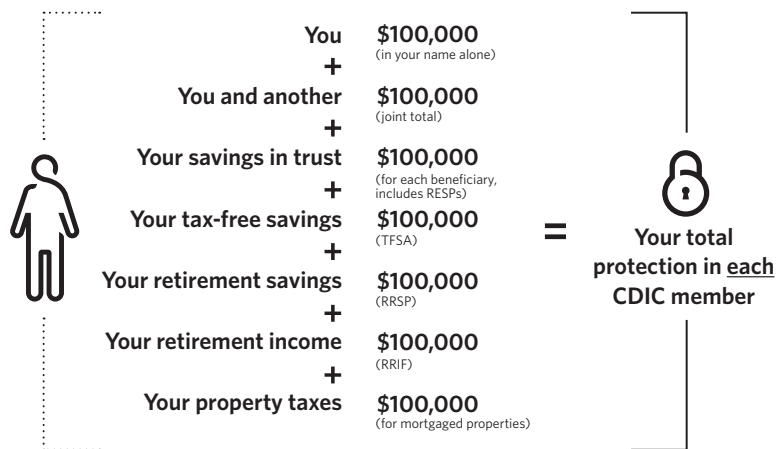 You $100,000
(in your name alone)
+
You and another $100,000
(joint total)
+
Your savings in trust $100,000
(for each beneficiary,
includes RESPs)
+
Your tax-free savings $100,000
(TFSA)
+
Your retirement savings $100,000
(RRSP)
+
Your retirement income $100,000
(RRIF)
+
Your property taxes $100,000
(for mortgaged properties)
=
Your total
protection in each
CDIC member